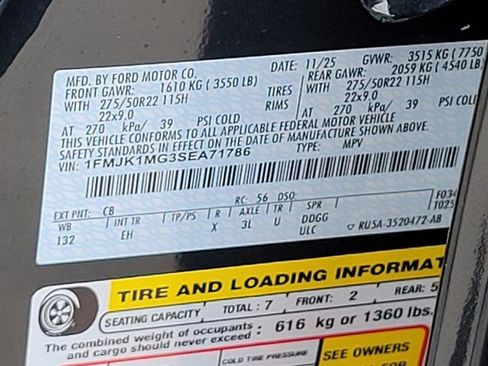 MFD. BY FORD MOTOR CO. DATE: 11/25 GVWR: 3515 KG (7750
FRONT GAWR: 1610 KG (3550 LB) REAR GAWR: 2059 KG (4540 LB)
WITH 275/50R22 115H TIRES WITH 275/50R22 115H
22x9.0 RIMS 22x9.0
AT 270 kPa/ 39 PSI COLD AT 270 kPa/ 39 PSI COLD
THIS VEHICLE CONFORMS TO ALL APPLICABLE FEDERAL MOTOR VEHICLE
SAFETY STANDARDS IN EFFECT ON THE DATE OF MANUFACTURE SHOWN ABOVE.
VIN: 1FMJK1MG3SEA71786 TYPE: MPV
EXT PNT: C8 RC: 56 DSO: F034
WB INT TR TP/PS R AXLE TR SPR T025
132 EH X 3L U DDGG
ULC RU5A-3520472-AB
TIRE AND LOADING INFORMAT
SEATING CAPACITY TOTAL: 7 FRONT: 2 REAR: 5
The combined weight of occupants and cargo should never exceed: 616 kg or 1360 lbs.
COLD TIRE PRESSURE SEE OWNERS